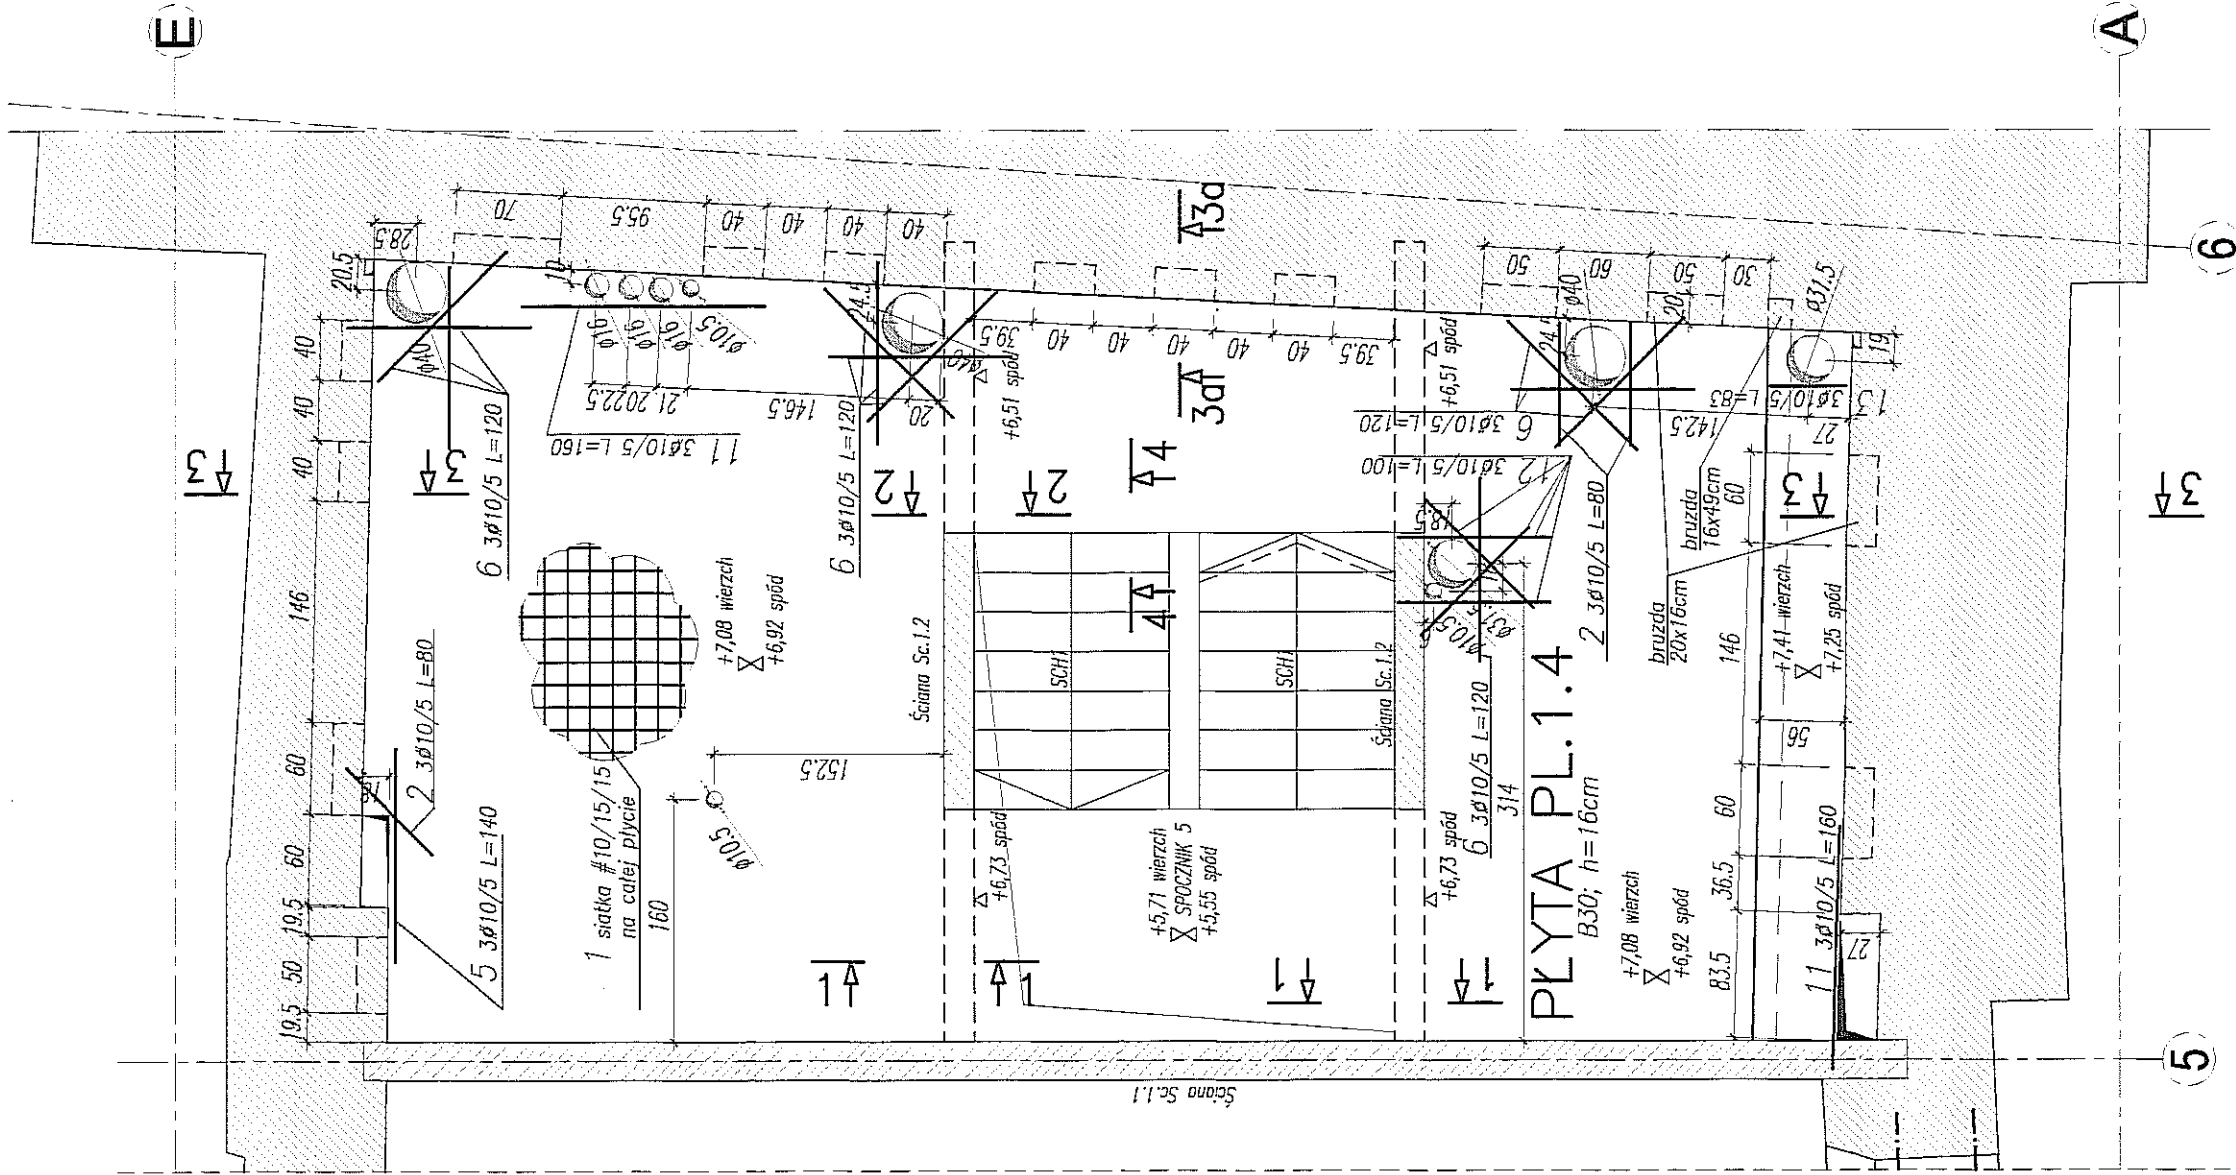 E
A
6
5
20.5
28.5
70
95.5
40
40
40
40
10
40
40
40
146
60
60
19.5
50
19.5
ϕ40
ø16
ø16
ø16
ø10.5
21.2022.5
146.5
24.5
20
39.5
40
40
40
40
40
39.5
3
3
6 3ø10/5 L=120
11 3ø10/5 L=160
6 3ø10/5 L=120
2
2
+6,51 spód
3a
3a
4
4
+6,51 spód
50
60
50
30
ϕ40
24.5
20
ø31.5
19
6 3ø10/5 L=120
12 3ø10/5 L=100
18.5
142.5
13 3ø10/5 L=83
27
60
3
3
bruzda
16x49cm
2 3ø10/5 L=80
bruzda
20x16cm
146
+7,41 wierzch
+7,25 spód
56
60
36.5
83.5
27
11 3ø10/5 L=160
2 3ø10/5 L=80
5 3ø10/5 L=140
1 siatka #10/15/15
na całej płycie
160
ø10.5
152.5
+7,08 wierzch
+6,92 spód
Ściana Sc.1.2
SCH1
SCH1
Ściana Sc.1.2
ø10.5
ø31.5
+6,73 spód
+5,71 wierzch
SPOCZNIK 5
+5,55 spód
+6,73 spód
6 3ø10/5 L=120
314
PŁYTA PL.1.4
B30; h=16cm
+7,08 wierzch
+6,92 spód
1
1
1
1
Ściana Sc.1.1